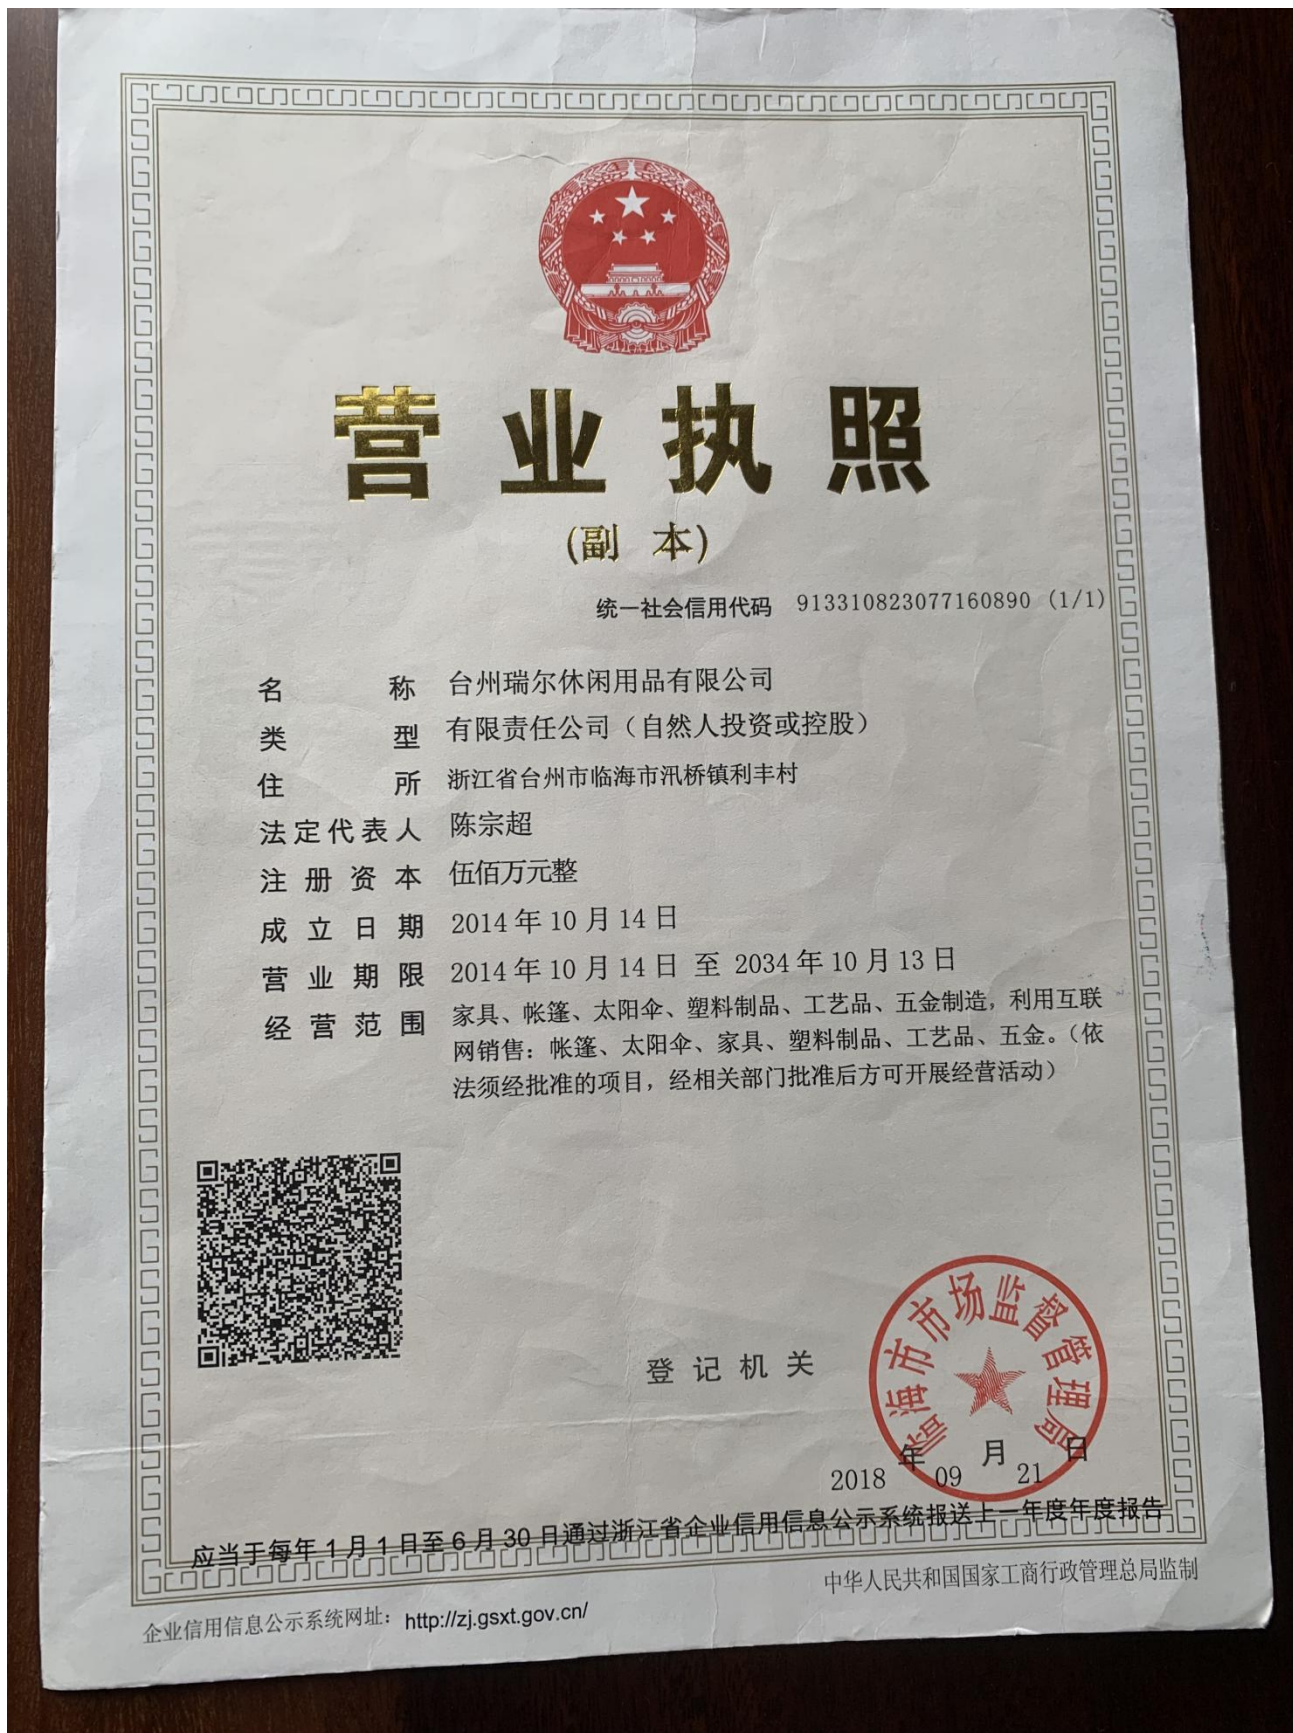 营业执照
(副 本)
统一社会信用代码 913310823077160890 (1/1)
名称 台州瑞尔休闲用品有限公司
类型 有限责任公司（自然人投资或控股）
住所 浙江省台州市临海市汛桥镇利丰村
法定代表人 陈宗超
注册资本 伍佰万元整
成立日期 2014年10月14日
营业期限 2014年10月14日 至 2034年10月13日
经营范围 家具、帐篷、太阳伞、塑料制品、工艺品、五金制造，利用互联
网销售：帐篷、太阳伞、家具、塑料制品、工艺品、五金。（依
法须经批准的项目，经相关部门批准后方可开展经营活动）
登记机关
临海市市场监督管理局
2018年09月21日
应当于每年1月1日至6月30日通过浙江省企业信用信息公示系统报送上一年度年度报告
中华人民共和国国家工商行政管理总局监制
企业信用信息公示系统网址：http://zj.gsxt.gov.cn/